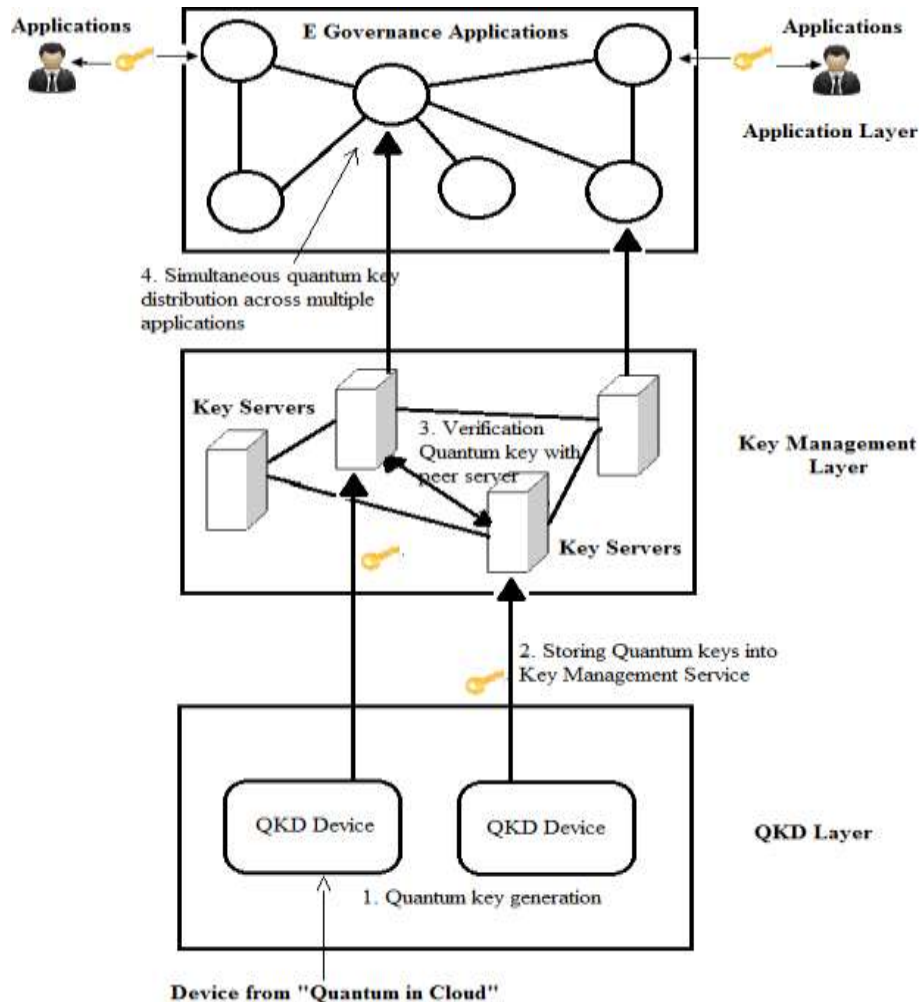 Applications
E Governance Applications
Applications
Application Layer
4. Simultaneous quantum key
distribution across multiple
applications
Key Servers
3. Verification
Quantum key with
peer server
Key Management
Layer
Key Servers
2. Storing Quantum keys into
Key Management Service
QKD Device
QKD Device
QKD Layer
1. Quantum key generation
Device from "Quantum in Cloud"